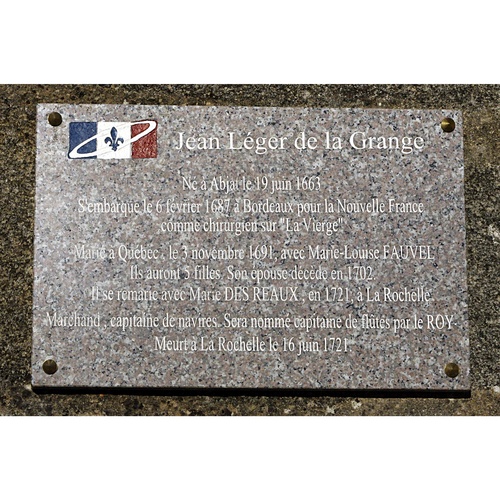 Jean Léger de la Grange
Né à Abjat le 19 juin 1663
S'embarque le 6 février 1687 à Bordeaux pour la Nouvelle France
comme chirurgien sur "La Vierge"
Marié à Québec , le 3 novembre 1691, avec Marie-Louise FAUVEL
Ils auront 5 filles. Son épouse décède en 1702.
Il se remarie avec Marie DES REAUX , en 1721, à La Rochelle
Marchand , capitaine de navires. Sera nommé capitaine de flûtes par le ROY
Meurt à La Rochelle le 16 juin 1721.